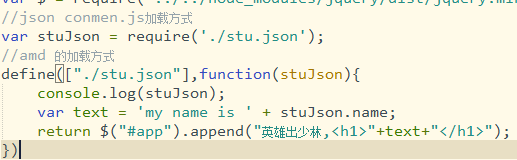 var $ = require('../../node_modules/jquery/dist/jquery.min
//json conmen.js加载方式
var stuJson = require('./stu.json');
//amd 的加载方式
define(["./stu.json"],function(stuJson){
    console.log(stuJson);
    var text = 'my name is ' + stuJson.name;
    return $("#app").append("英雄出少林,<h1>"+text+"</h1>");
})